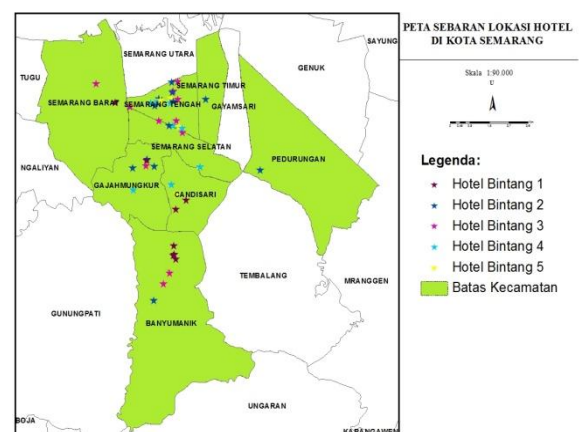 PETA SEBARAN LOKASI HOTEL
DI KOTA SEMARANG
Skala 1:90.000
U
Legenda:
Hotel Bintang 1
Hotel Bintang 2
Hotel Bintang 3
Hotel Bintang 4
Hotel Bintang 5
Batas Kecamatan
SAYUNG
SEMARANG UTARA
GENUK
TUGU
SEMARANG TIMUR
SEMARANG BARAT
SEMARANG TENGAH
GAYAMSARI
SEMARANG SELATAN
PEDURUNGAN
NGALIYAN
GAJAHMUNGKUR
CANDISARI
TEMBALANG
MRANGGEN
GUNUNGPATI
BANYUMANIK
UNGARAN
BOJA